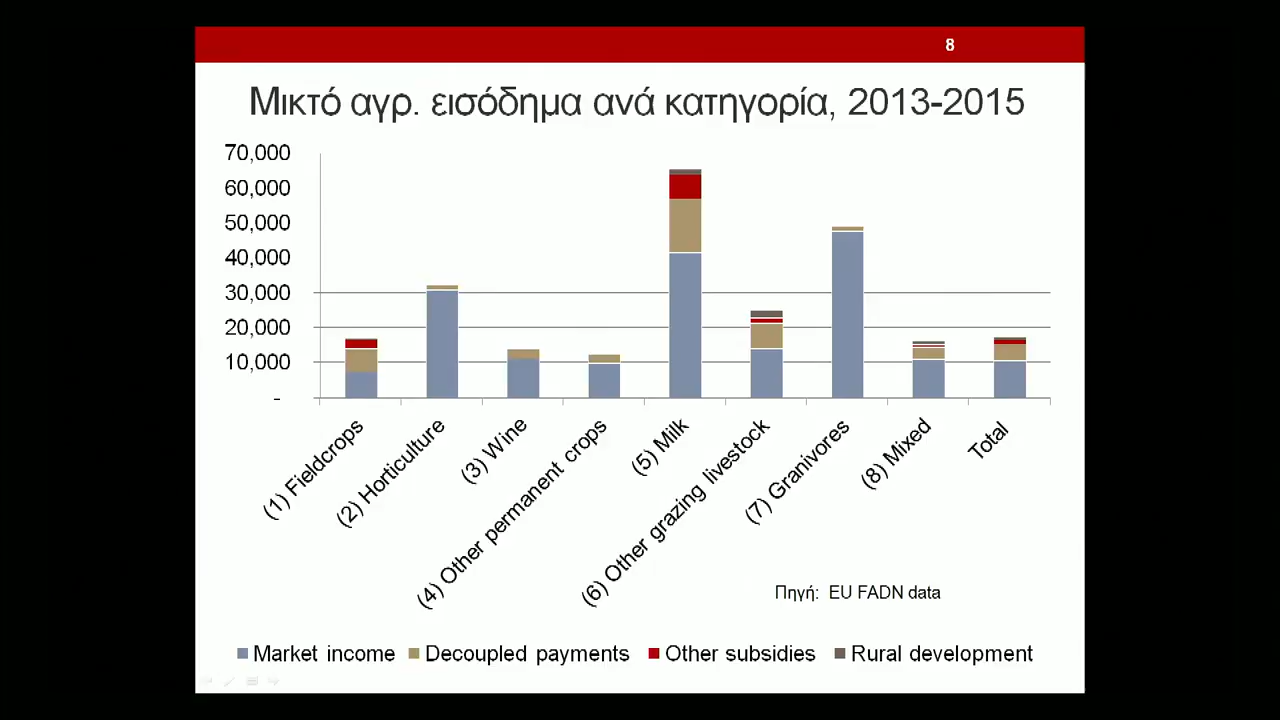 8
Μικτό αγρ. εισόδημα ανά κατηγορία, 2013-2015
70,000
60,000
50,000
40,000
30,000
20,000
10,000
-
(1) Fieldcrops
(2) Horticulture
(3) Wine
(4) Other permanent crops
(5) Milk
(6) Other grazing livestock
(7) Granivores
(8) Mixed
Total
Πηγή: EU FADN data
Market income
Decoupled payments
Other subsidies
Rural development